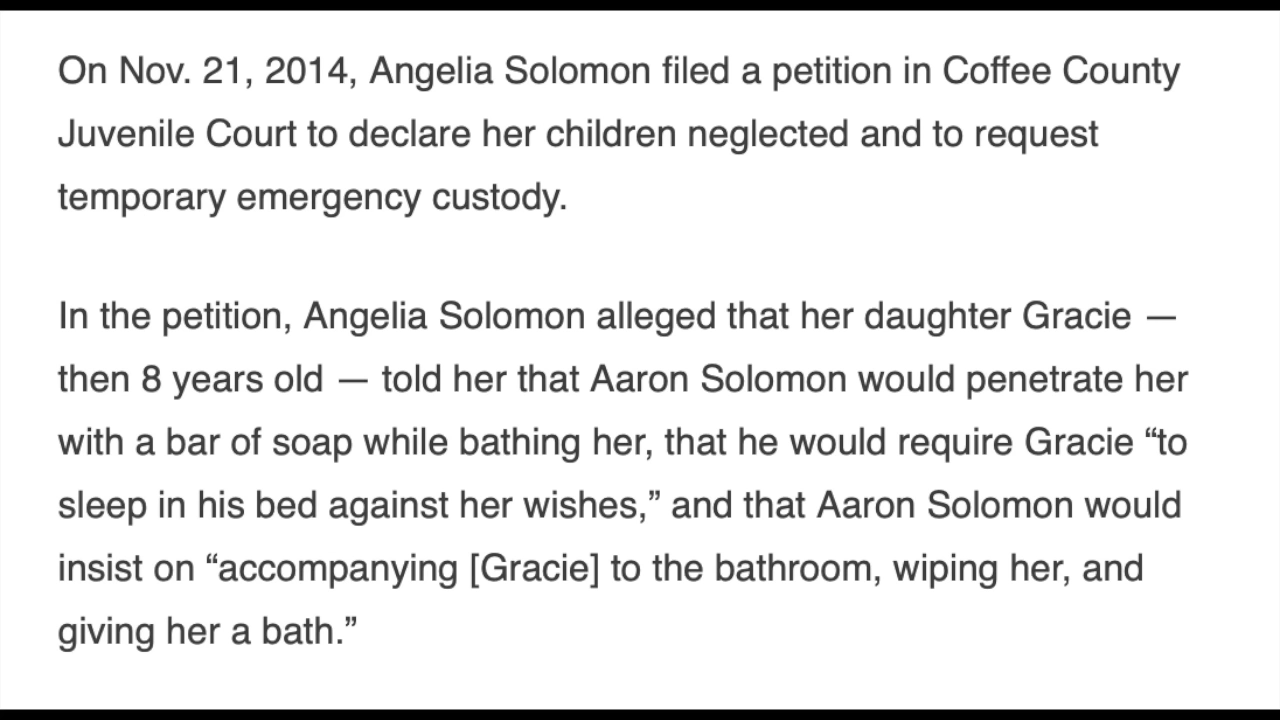 On Nov. 21, 2014, Angelia Solomon filed a petition in Coffee County
Juvenile Court to declare her children neglected and to request
temporary emergency custody.
In the petition, Angelia Solomon alleged that her daughter Gracie —
then 8 years old — told her that Aaron Solomon would penetrate her
with a bar of soap while bathing her, that he would require Gracie “to
sleep in his bed against her wishes,” and that Aaron Solomon would
insist on “accompanying [Gracie] to the bathroom, wiping her, and
giving her a bath.”